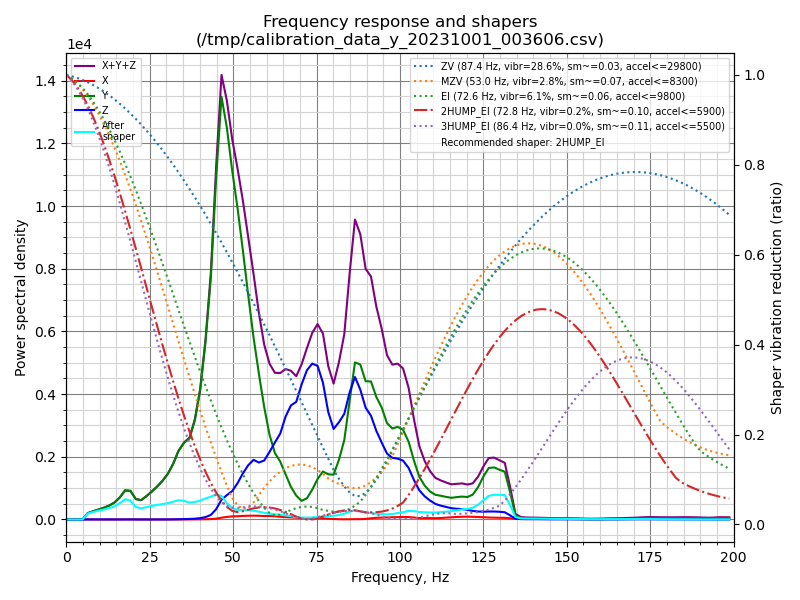 Frequency response and shapers
(/tmp/calibration_data_y_20231001_003606.csv)
1e4
X+Y+Z
X
Y
Z
After
shaper
ZV (87.4 Hz, vibr=28.6%, sm~=0.03, accel<=29800)
MZV (53.0 Hz, vibr=2.8%, sm~=0.07, accel<=8300)
EI (72.6 Hz, vibr=6.1%, sm~=0.06, accel<=9800)
2HUMP_EI (72.8 Hz, vibr=0.2%, sm~=0.10, accel<=5900)
3HUMP_EI (86.4 Hz, vibr=0.0%, sm~=0.11, accel<=5500)
Recommended shaper: 2HUMP_EI
1.4
1.2
1.0
0.8
0.6
0.4
0.2
0.0
Power spectral density
1.0
0.8
0.6
0.4
0.2
0.0
Shaper vibration reduction (ratio)
0 25 50 75 100 125 150 175 200
Frequency, Hz